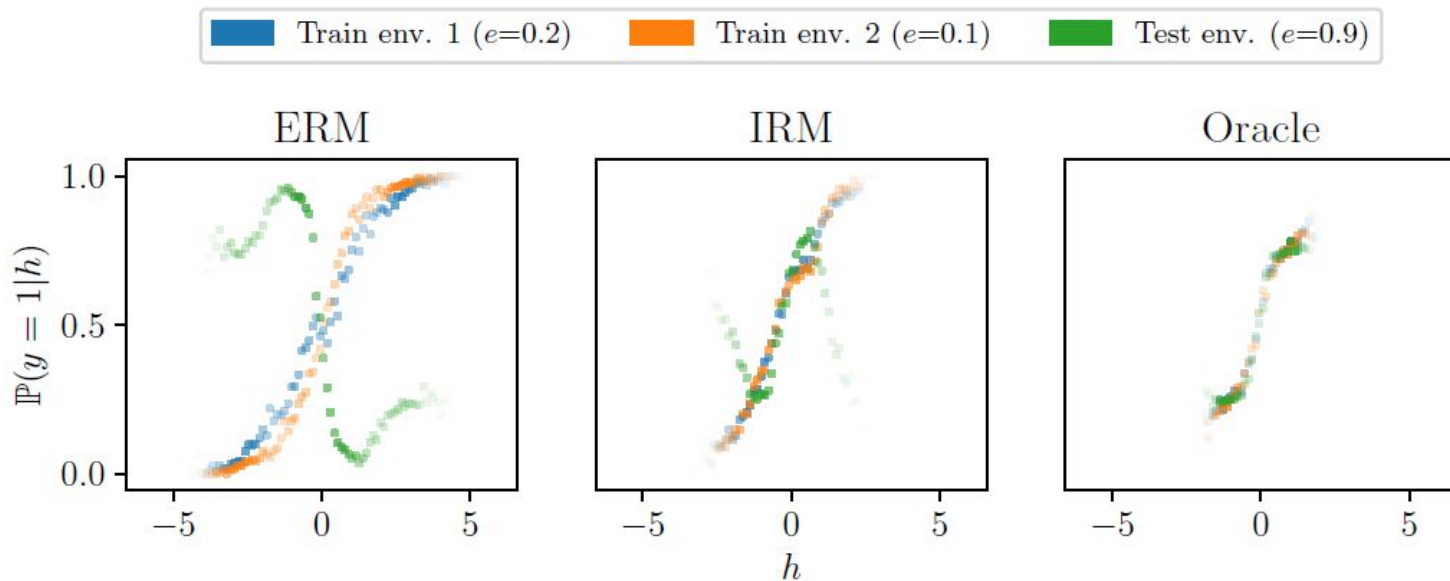 Train env. 1 (e=0.2) Train env. 2 (e=0.1) Test env. (e=0.9)
ERM IRM Oracle
1.0
0.5
0.0
ℙ(y = 1|h)
−5 0 5 −5 0 5 −5 0 5
h